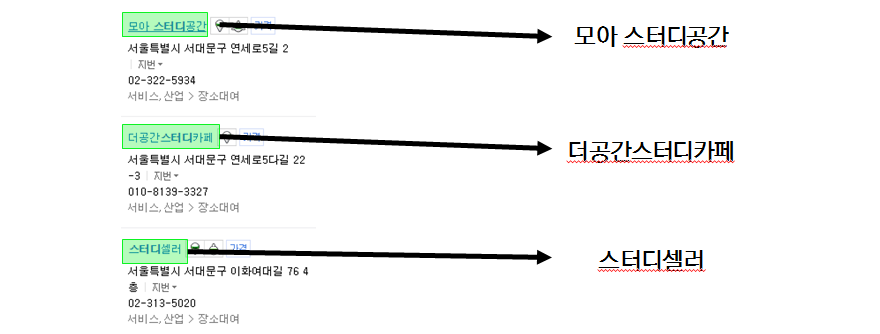 모아 스터디공간 가격
모아 스터디공간
서울특별시 서대문구 연세로5길 2
지번
02-322-5934
서비스, 산업 > 장소대여
더공간스터디카페 가격
더공간스터디카페
서울특별시 서대문구 연세로5다길 22
-3 지번
010-8139-3327
서비스, 산업 > 장소대여
스터디셀러 가격
스터디셀러
서울특별시 서대문구 이화여대길 76 4
층 지번
02-313-5020
서비스, 산업 > 장소대여